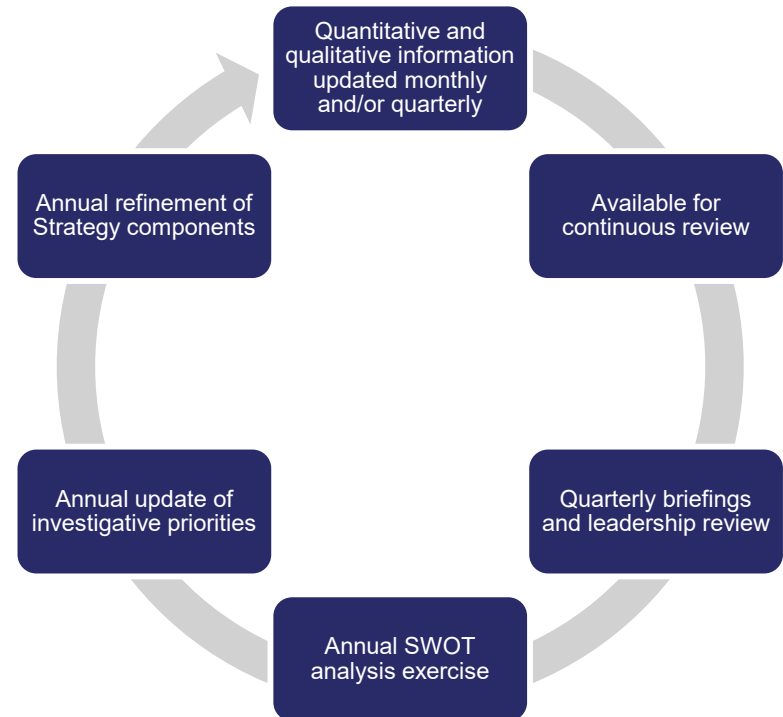 Quantitative and
qualitative information
updated monthly
and/or quarterly
Available for
continuous review
Quarterly briefings
and leadership review
Annual SWOT
analysis exercise
Annual update of
investigative priorities
Annual refinement of
Strategy components